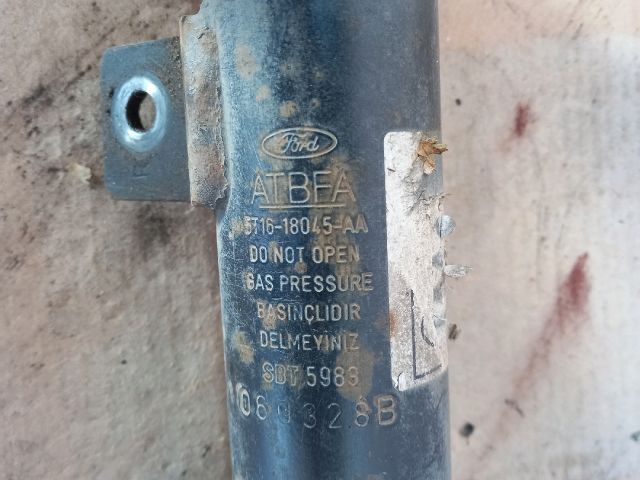 Ford
ATBFA
5T16-18045-AA
DO NOT OPEN
GAS PRESSURE
BASINÇLIDIR
DELMEYINIZ
SDT 5983